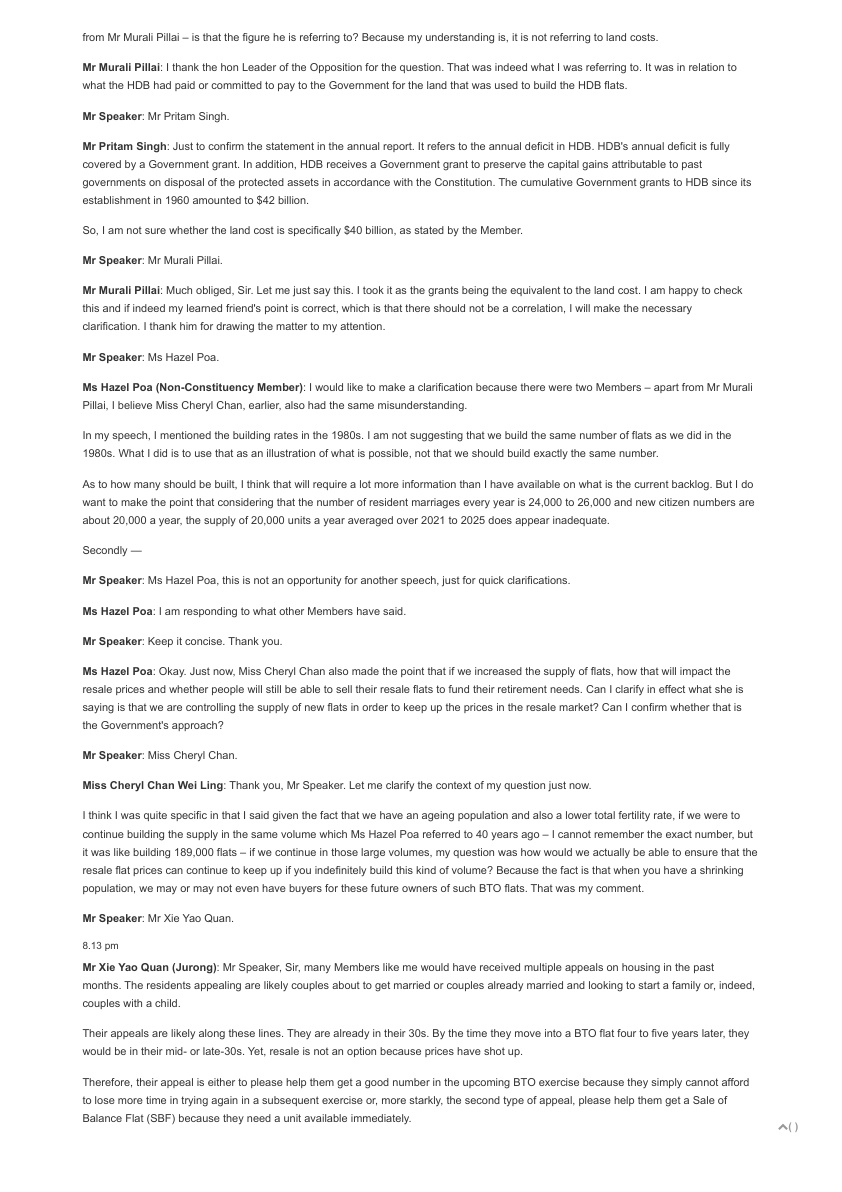 from Mr Murali Pillai – is that the figure he is referring to? Because my understanding is, it is not referring to land costs.
Mr Murali Pillai: I thank the hon Leader of the Opposition for the question. That was indeed what I was referring to. It was in relation to
what the HDB had paid or committed to pay to the Government for the land that was used to build the HDB flats.
Mr Speaker: Mr Pritam Singh.
Mr Pritam Singh: Just to confirm the statement in the annual report. It refers to the annual deficit in HDB. HDB's annual deficit is fully
covered by a Government grant. In addition, HDB receives a Government grant to preserve the capital gains attributable to past
governments on disposal of the protected assets in accordance with the Constitution. The cumulative Government grants to HDB since its
establishment in 1960 amounted to $42 billion.
So, I am not sure whether the land cost is specifically $40 billion, as stated by the Member.
Mr Speaker: Mr Murali Pillai.
Mr Murali Pillai: Much obliged, Sir. Let me just say this. I took it as the grants being the equivalent to the land cost. I am happy to check
this and if indeed my learned friend's point is correct, which is that there should not be a correlation, I will make the necessary
clarification. I thank him for drawing the matter to my attention.
Mr Speaker: Ms Hazel Poa.
Ms Hazel Poa (Non-Constituency Member): I would like to make a clarification because there were two Members – apart from Mr Murali
Pillai, I believe Miss Cheryl Chan, earlier, also had the same misunderstanding.
In my speech, I mentioned the building rates in the 1980s. I am not suggesting that we build the same number of flats as we did in the
1980s. What I did is to use that as an illustration of what is possible, not that we should build exactly the same number.
As to how many should be built, I think that will require a lot more information than I have available on what is the current backlog. But I do
want to make the point that considering that the number of resident marriages every year is 24,000 to 26,000 and new citizen numbers are
about 20,000 a year, the supply of 20,000 units a year averaged over 2021 to 2025 does appear inadequate.
Secondly —
Mr Speaker: Ms Hazel Poa, this is not an opportunity for another speech, just for quick clarifications.
Ms Hazel Poa: I am responding to what other Members have said.
Mr Speaker: Keep it concise. Thank you.
Ms Hazel Poa: Okay. Just now, Miss Cheryl Chan also made the point that if we increased the supply of flats, how that will impact the
resale prices and whether people will still be able to sell their resale flats to fund their retirement needs. Can I clarify in effect what she is
saying is that we are controlling the supply of new flats in order to keep up the prices in the resale market? Can I confirm whether that is
the Government's approach?
Mr Speaker: Miss Cheryl Chan.
Miss Cheryl Chan Wei Ling: Thank you, Mr Speaker. Let me clarify the context of my question just now.
I think I was quite specific in that I said given the fact that we have an ageing population and also a lower total fertility rate, if we were to
continue building the supply in the same volume which Ms Hazel Poa referred to 40 years ago – I cannot remember the exact number, but
it was like building 189,000 flats – if we continue in those large volumes, my question was how would we actually be able to ensure that the
resale flat prices can continue to keep up if you indefinitely build this kind of volume? Because the fact is that when you have a shrinking
population, we may or may not even have buyers for these future owners of such BTO flats. That was my comment.
Mr Speaker: Mr Xie Yao Quan.
8.13 pm
Mr Xie Yao Quan (Jurong): Mr Speaker, Sir, many Members like me would have received multiple appeals on housing in the past
months. The residents appealing are likely couples about to get married or couples already married and looking to start a family or, indeed,
couples with a child.
Their appeals are likely along these lines. They are already in their 30s. By the time they move into a BTO flat four to five years later, they
would be in their mid- or late-30s. Yet, resale is not an option because prices have shot up.
Therefore, their appeal is either to please help them get a good number in the upcoming BTO exercise because they simply cannot afford
to lose more time in trying again in a subsequent exercise or, more starkly, the second type of appeal, please help them get a Sale of
Balance Flat (SBF) because they need a unit available immediately.
( )